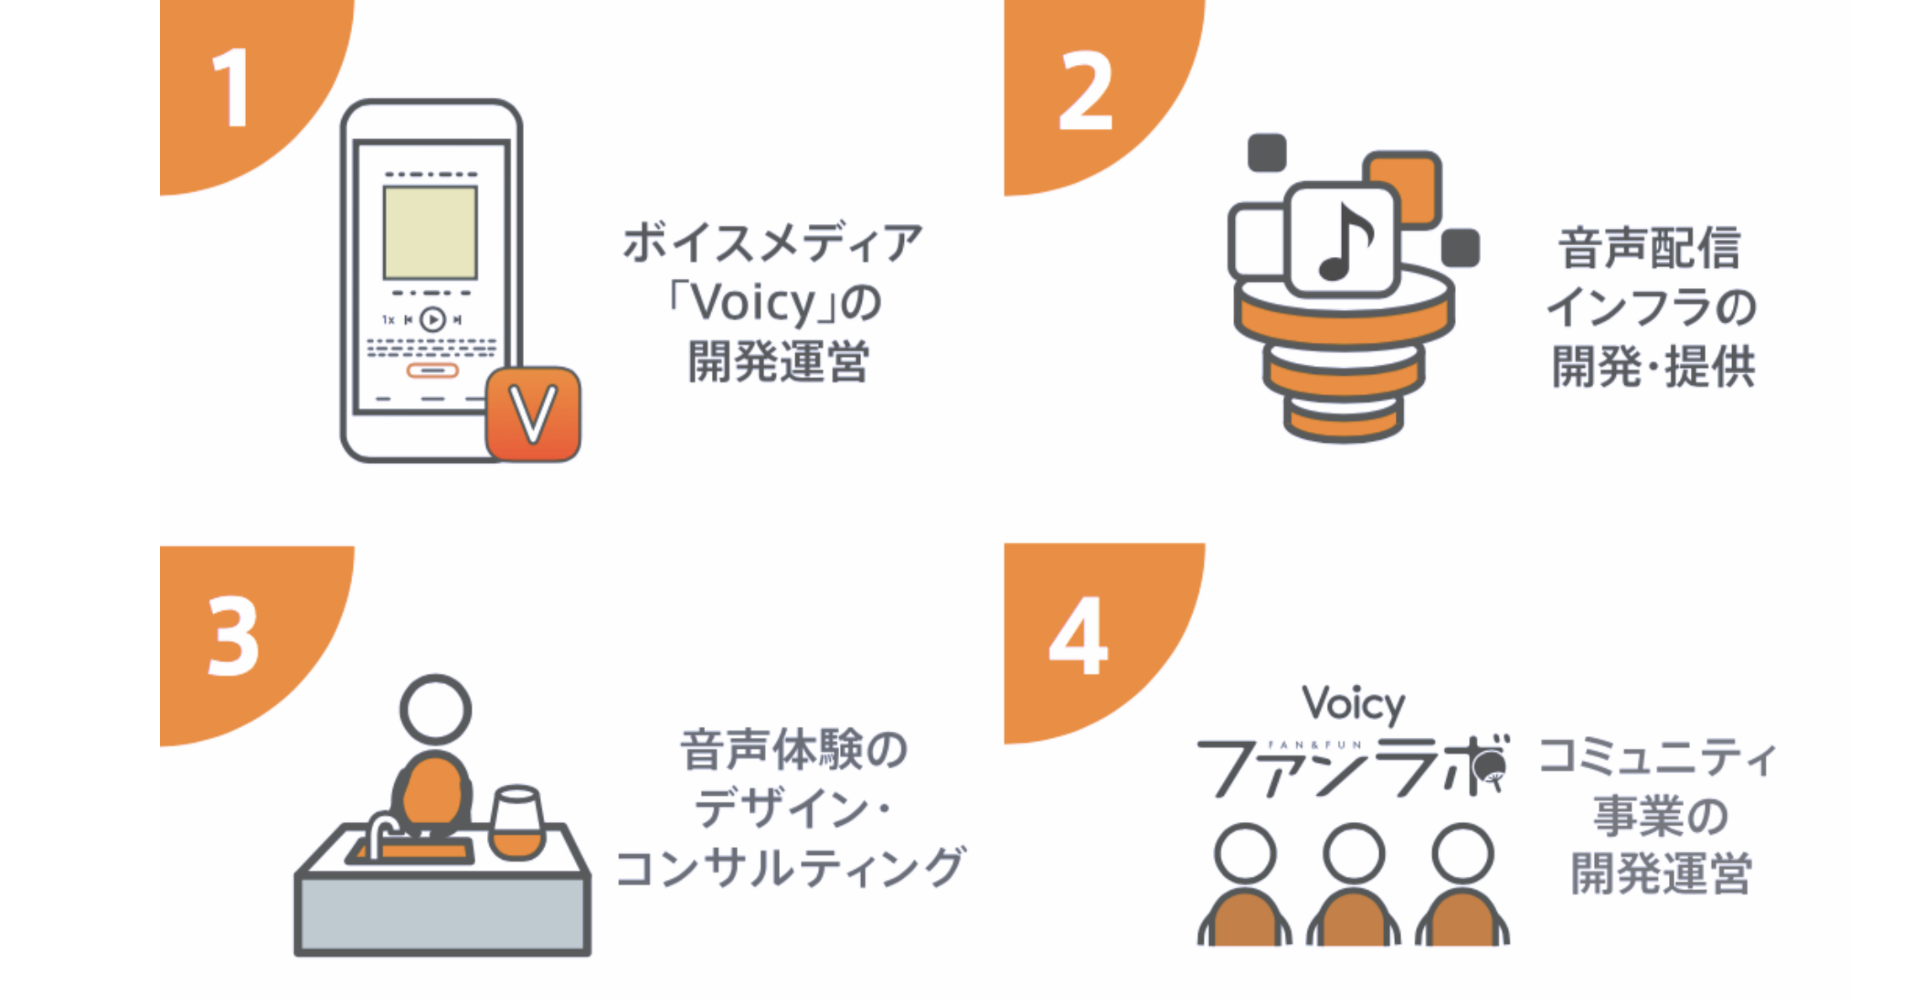 1
1x
V
ボイスメディア
「Voicy」の
開発運営
2
音声配信
インフラの
開発・提供
3
音声体験の
デザイン・
コンサルティング
4
Voicy
FAN&FUN
ファンラボ
コミュニティ
事業の
開発運営